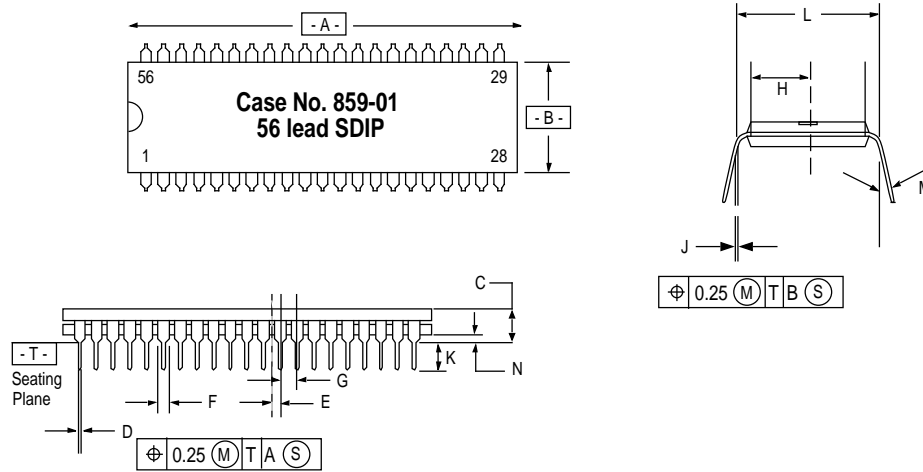 - A -
L
56
29
H
Case No. 859-01
56 lead SDIP
- B -
1
28
M
J
C
⌖ 0.25 Ⓜ T B Ⓢ
- T -
K
N
Seating
Plane
G
F
E
D
⌖ 0.25 Ⓜ T A Ⓢ